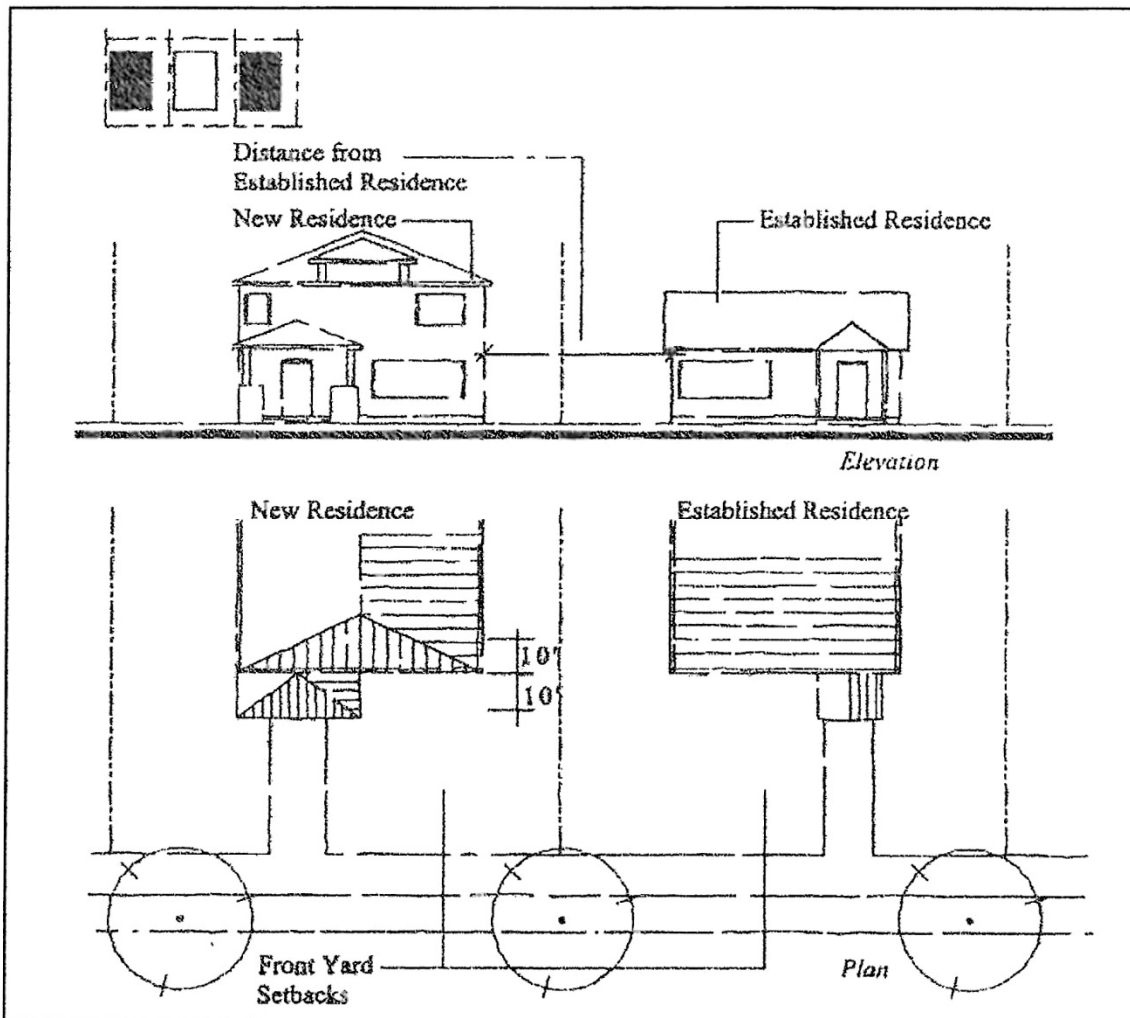 Distance from
Established Residence
New Residence
Established Residence
Elevation
New Residence
Established Residence
10'
10'
Front Yard
Setbacks
Plan